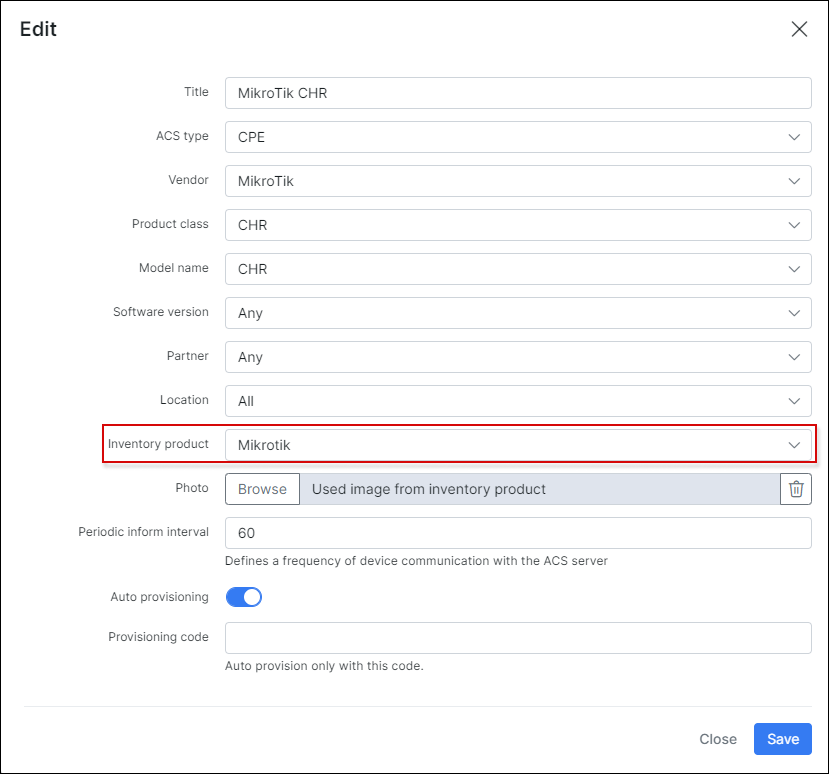 Edit
Title MikroTik CHR
ACS type CPE
Vendor MikroTik
Product class CHR
Model name CHR
Software version Any
Partner Any
Location All
Inventory product Mikrotik
Photo Browse Used image from inventory product
Periodic inform interval 60
Defines a frequency of device communication with the ACS server
Auto provisioning
Provisioning code
Auto provision only with this code.
Close Save